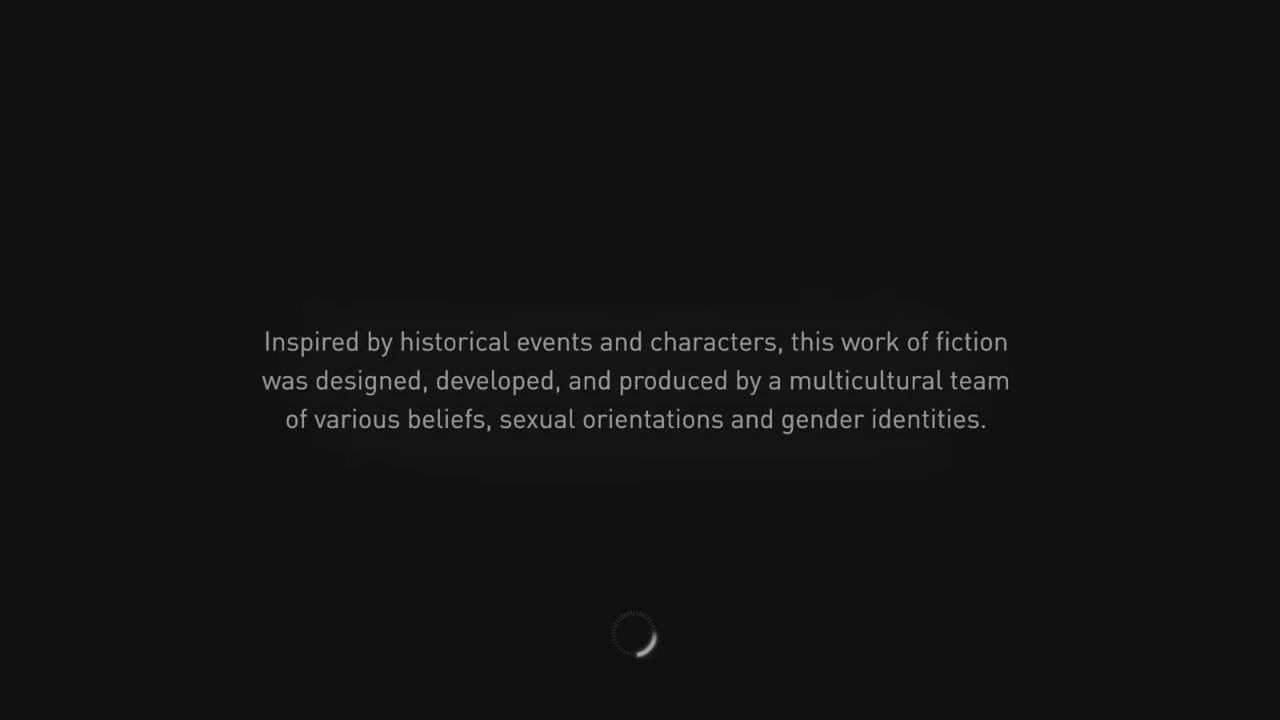 Inspired by historical events and characters, this work of fiction
was designed, developed, and produced by a multicultural team
of various beliefs, sexual orientations and gender identities.